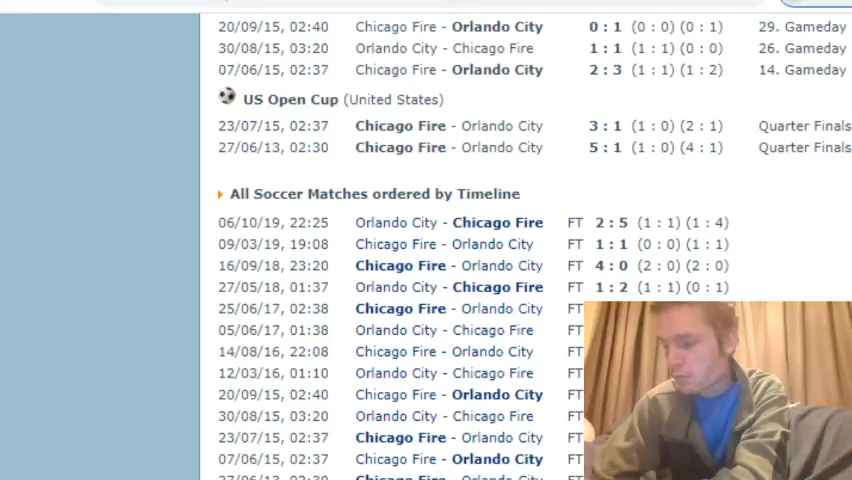 20/09/15, 02:40 Chicago Fire - Orlando City 0 : 1 (0 : 0) (0 : 1) 29. Gameday
30/08/15, 03:20 Orlando City - Chicago Fire 1 : 1 (1 : 1) (0 : 0) 26. Gameday
07/06/15, 02:37 Chicago Fire - Orlando City 2 : 3 (1 : 1) (1 : 2) 14. Gameday
US Open Cup (United States)
23/07/15, 02:37 Chicago Fire - Orlando City 3 : 1 (1 : 0) (2 : 1) Quarter Finals
27/06/13, 02:30 Chicago Fire - Orlando City 5 : 1 (1 : 0) (4 : 1) Quarter Finals
All Soccer Matches ordered by Timeline
06/10/19, 22:25 Orlando City - Chicago Fire FT 2 : 5 (1 : 1) (1 : 4)
09/03/19, 19:08 Chicago Fire - Orlando City FT 1 : 1 (0 : 0) (1 : 1)
16/09/18, 23:20 Chicago Fire - Orlando City FT 4 : 0 (2 : 0) (2 : 0)
27/05/18, 01:37 Orlando City - Chicago Fire FT 1 : 2 (1 : 1) (0 : 1)
25/06/17, 02:38 Chicago Fire - Orlando City FT
05/06/17, 01:38 Orlando City - Chicago Fire FT
14/08/16, 22:08 Chicago Fire - Orlando City FT
12/03/16, 01:10 Orlando City - Chicago Fire FT
20/09/15, 02:40 Chicago Fire - Orlando City FT
30/08/15, 03:20 Orlando City - Chicago Fire FT
23/07/15, 02:37 Chicago Fire - Orlando City FT
07/06/15, 02:37 Chicago Fire - Orlando City FT
27/06/13, 02:30 Chicago Fire - Orlando City FT